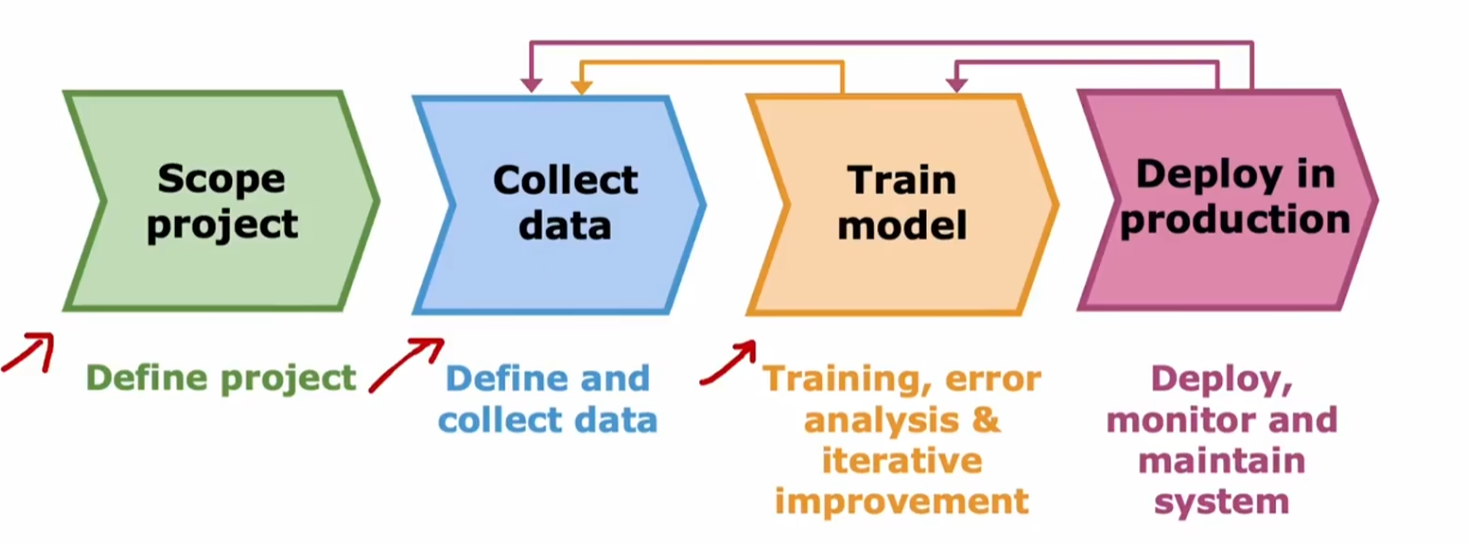 Scope
project
Collect
data
Train
model
Deploy in
production
Define project
Define and
collect data
Training, error
analysis &
iterative
improvement
Deploy,
monitor and
maintain
system